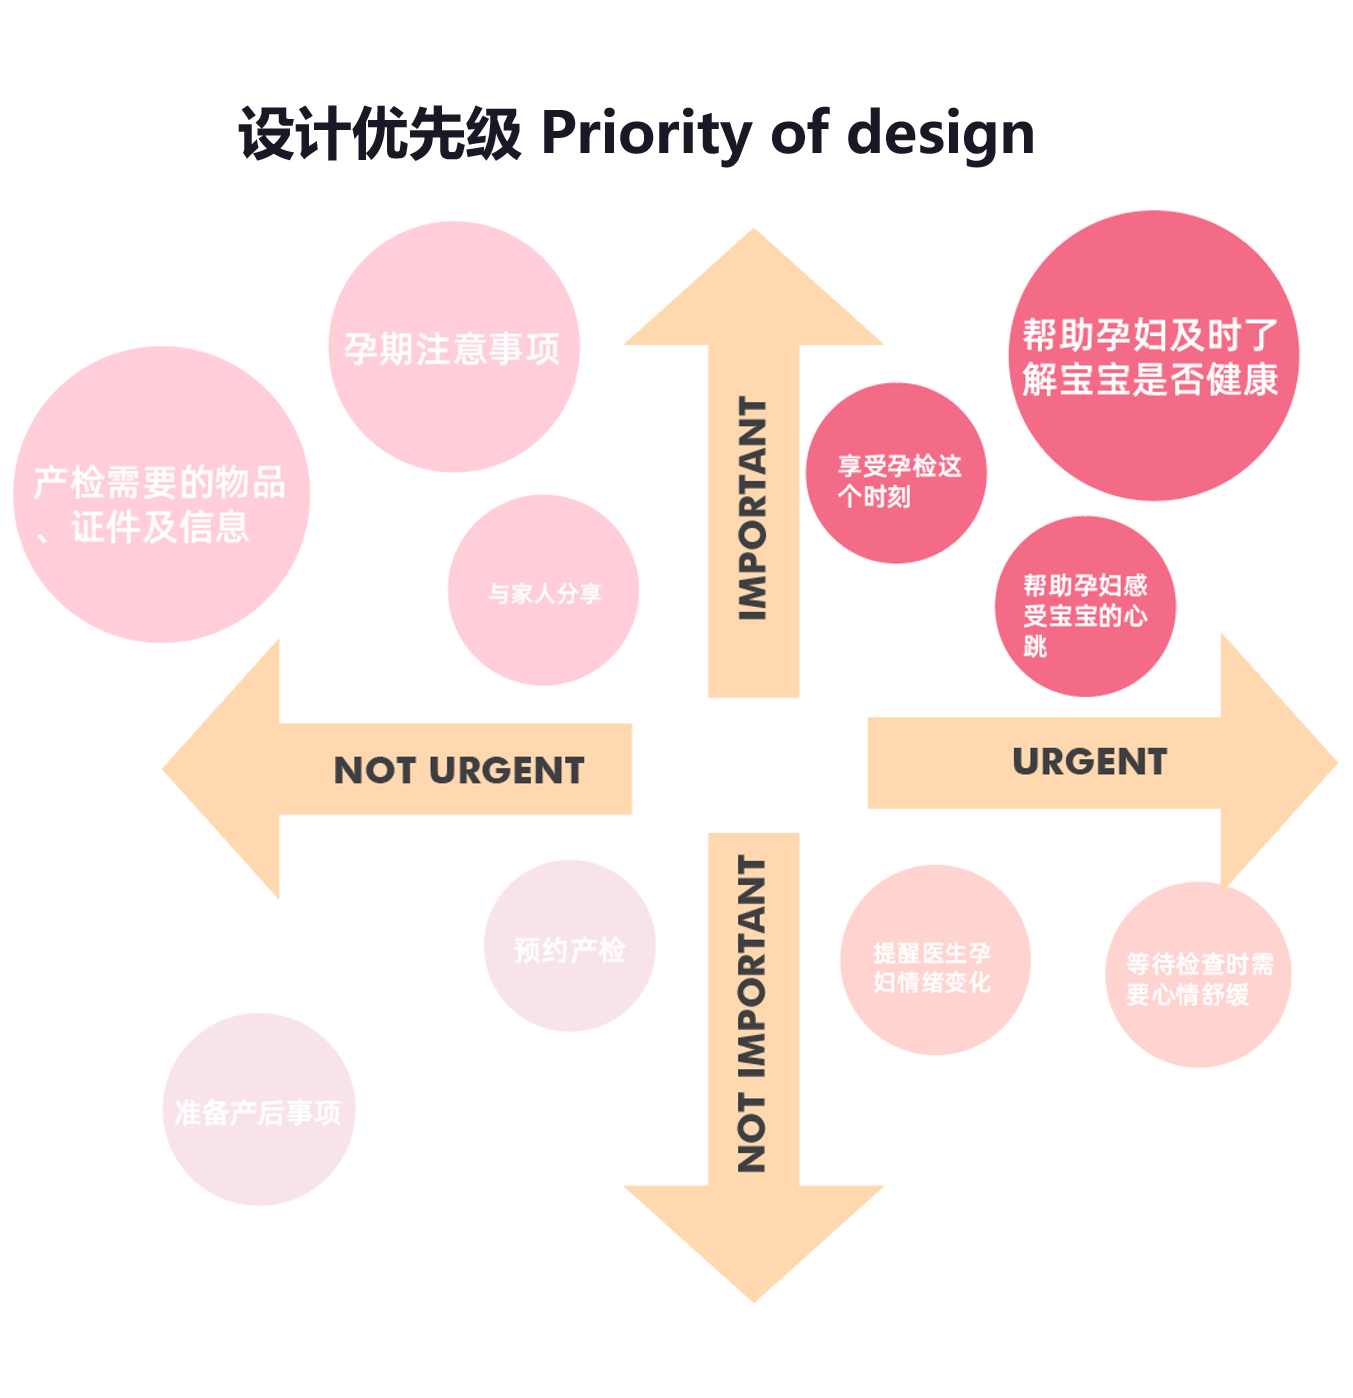 设计优先级 Priority of design
孕期注意事项
产检需要的物品
、证件及信息
与家人分享
IMPORTANT
帮助孕妇及时了
解宝宝是否健康
享受孕检这
个时刻
帮助孕妇感
受宝宝的心
跳
NOT URGENT
URGENT
预约产检
准备产后事项
NOT IMPORTANT
提醒医生孕
妇情绪变化
等待检查时需
要心情舒缓